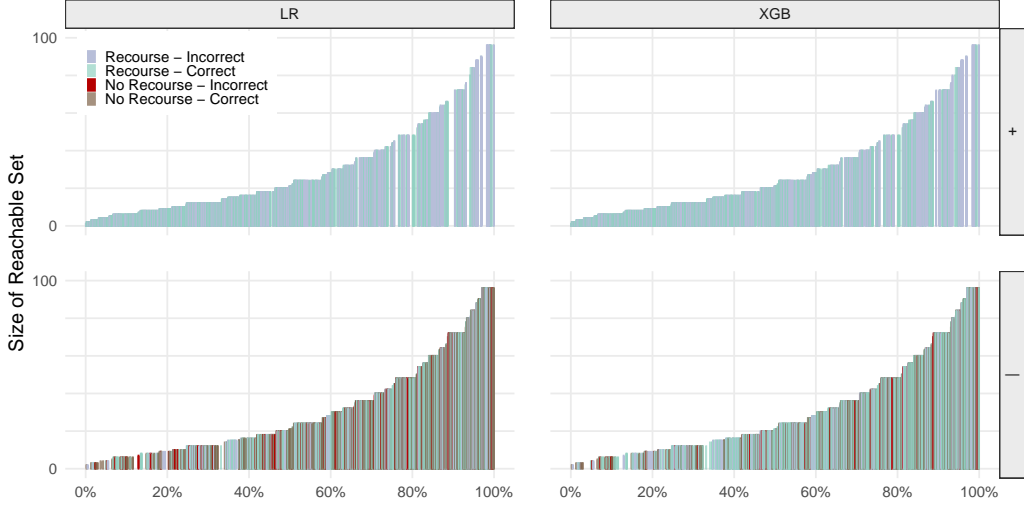 LR
XGB
100
0
Recourse – Incorrect
Recourse – Correct
No Recourse – Incorrect
No Recourse – Correct
+
Size of Reachable Set
100
0
—
0%
20%
40%
60%
80%
100%
0%
20%
40%
60%
80%
100%